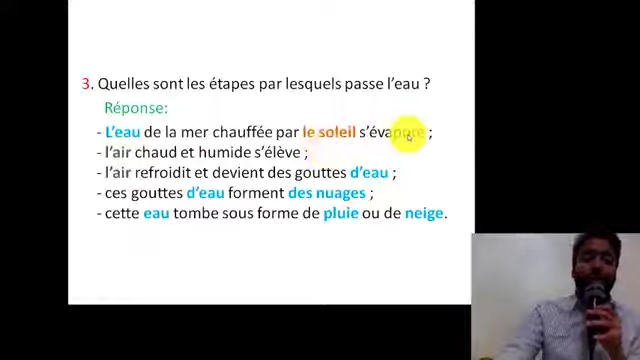 3. Quelles sont les étapes par lesquels passe l'eau ?
Réponse:
- L'eau de la mer chauffée par le soleil s'évapore ;
- l'air chaud et humide s'élève ;
- l'air refroidit et devient des gouttes d'eau ;
- ces gouttes d'eau forment des nuages ;
- cette eau tombe sous forme de pluie ou de neige.